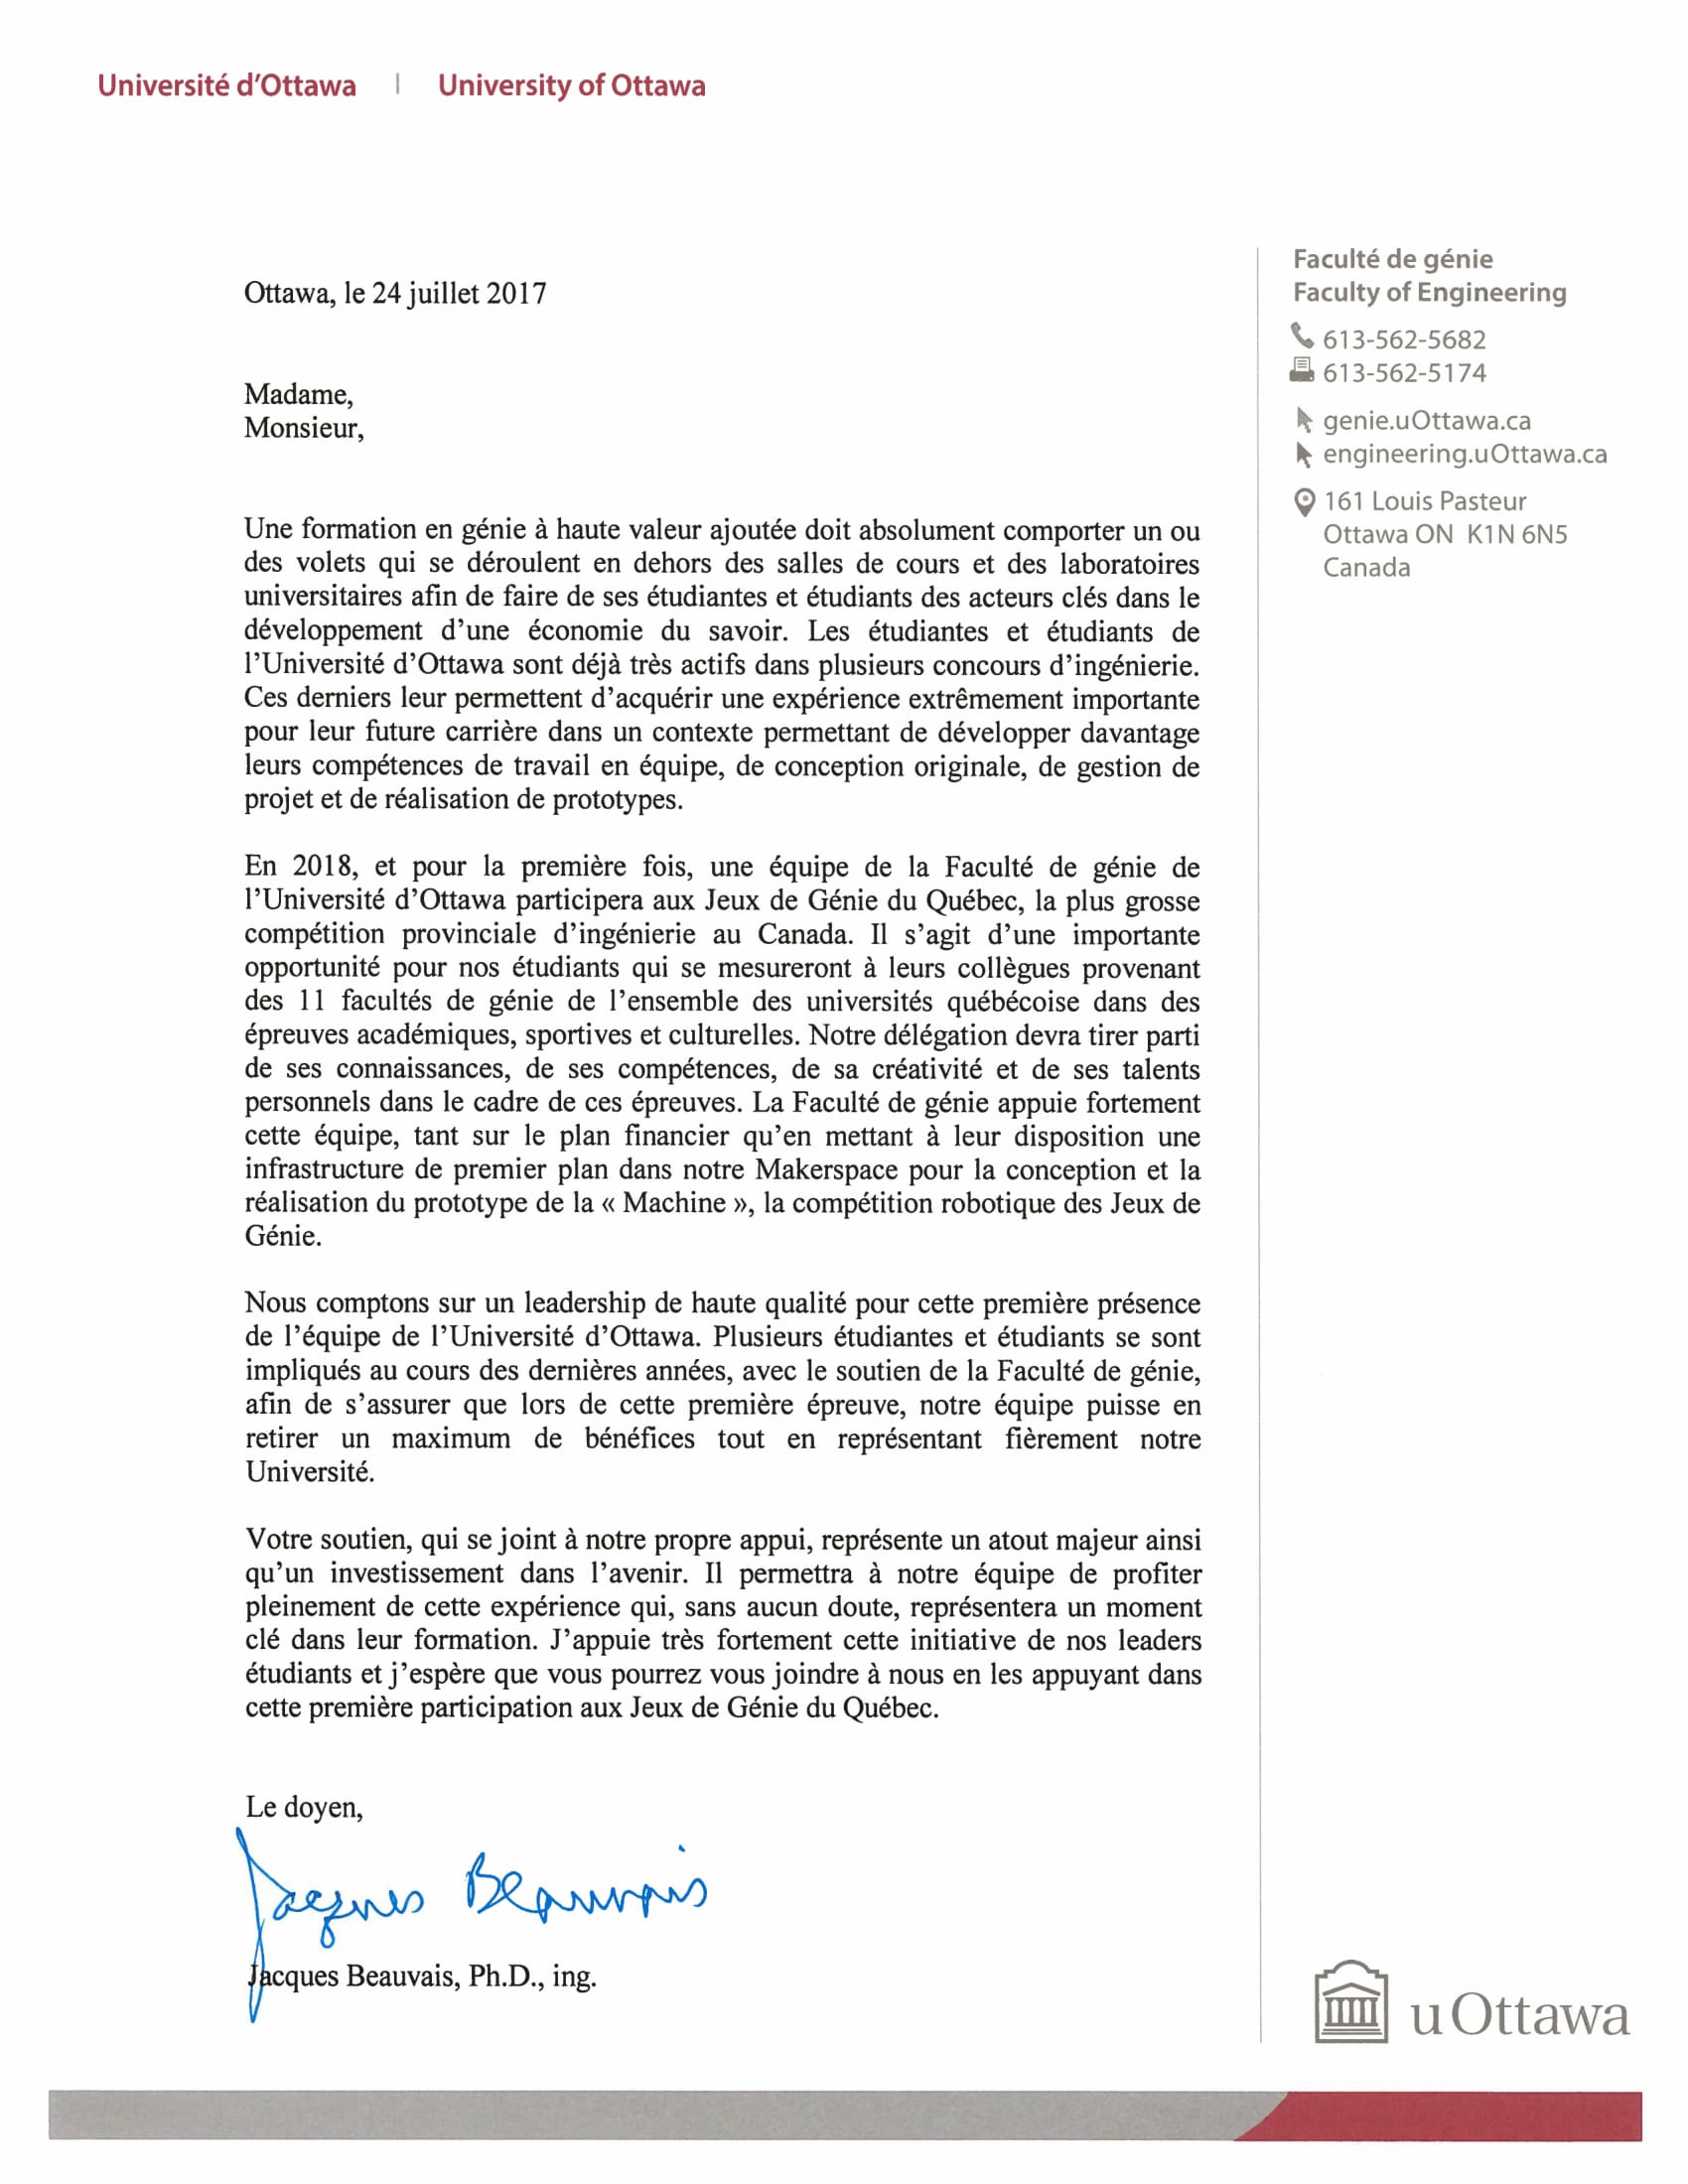 Université d'Ottawa | University of Ottawa
Ottawa, le 24 juillet 2017
Madame,
Monsieur,
Une formation en génie à haute valeur ajoutée doit absolument comporter un ou
des volets qui se déroulent en dehors des salles de cours et des laboratoires
universitaires afin de faire de ses étudiantes et étudiants des acteurs clés dans le
développement d'une économie du savoir. Les étudiantes et étudiants de
l'Université d'Ottawa sont déjà très actifs dans plusieurs concours d'ingénierie.
Ces derniers leur permettent d'acquérir une expérience extrêmement importante
pour leur future carrière dans un contexte permettant de développer davantage
leurs compétences de travail en équipe, de conception originale, de gestion de
projet et de réalisation de prototypes.
En 2018, et pour la première fois, une équipe de la Faculté de génie de
l'Université d'Ottawa participera aux Jeux de Génie du Québec, la plus grosse
compétition provinciale d'ingénierie au Canada. Il s'agit d'une importante
opportunité pour nos étudiants qui se mesureront à leurs collègues provenant
des 11 facultés de génie de l'ensemble des universités québécoise dans des
épreuves académiques, sportives et culturelles. Notre délégation devra tirer parti
de ses connaissances, de ses compétences, de sa créativité et de ses talents
personnels dans le cadre de ces épreuves. La Faculté de génie appuie fortement
cette équipe, tant sur le plan financier qu'en mettant à leur disposition une
infrastructure de premier plan dans notre Makerspace pour la conception et la
réalisation du prototype de la « Machine », la compétition robotique des Jeux de
Génie.
Nous comptons sur un leadership de haute qualité pour cette première présence
de l'équipe de l'Université d'Ottawa. Plusieurs étudiantes et étudiants se sont
impliqués au cours des dernières années, avec le soutien de la Faculté de génie,
afin de s'assurer que lors de cette première épreuve, notre équipe puisse en
retirer un maximum de bénéfices tout en représentant fièrement notre
Université.
Votre soutien, qui se joint à notre propre appui, représente un atout majeur ainsi
qu'un investissement dans l'avenir. Il permettra à notre équipe de profiter
pleinement de cette expérience qui, sans aucun doute, représentera un moment
clé dans leur formation. J'appuie très fortement cette initiative de nos leaders
étudiants et j'espère que vous pourrez vous joindre à nous en les appuyant dans
cette première participation aux Jeux de Génie du Québec.
Le doyen,
Jacques Beauvais
Jacques Beauvais, Ph.D., ing.
Faculté de génie
Faculty of Engineering
613-562-5682
613-562-5174
genie.uOttawa.ca
engineering.uOttawa.ca
161 Louis Pasteur
Ottawa ON K1N 6N5
Canada
uOttawa